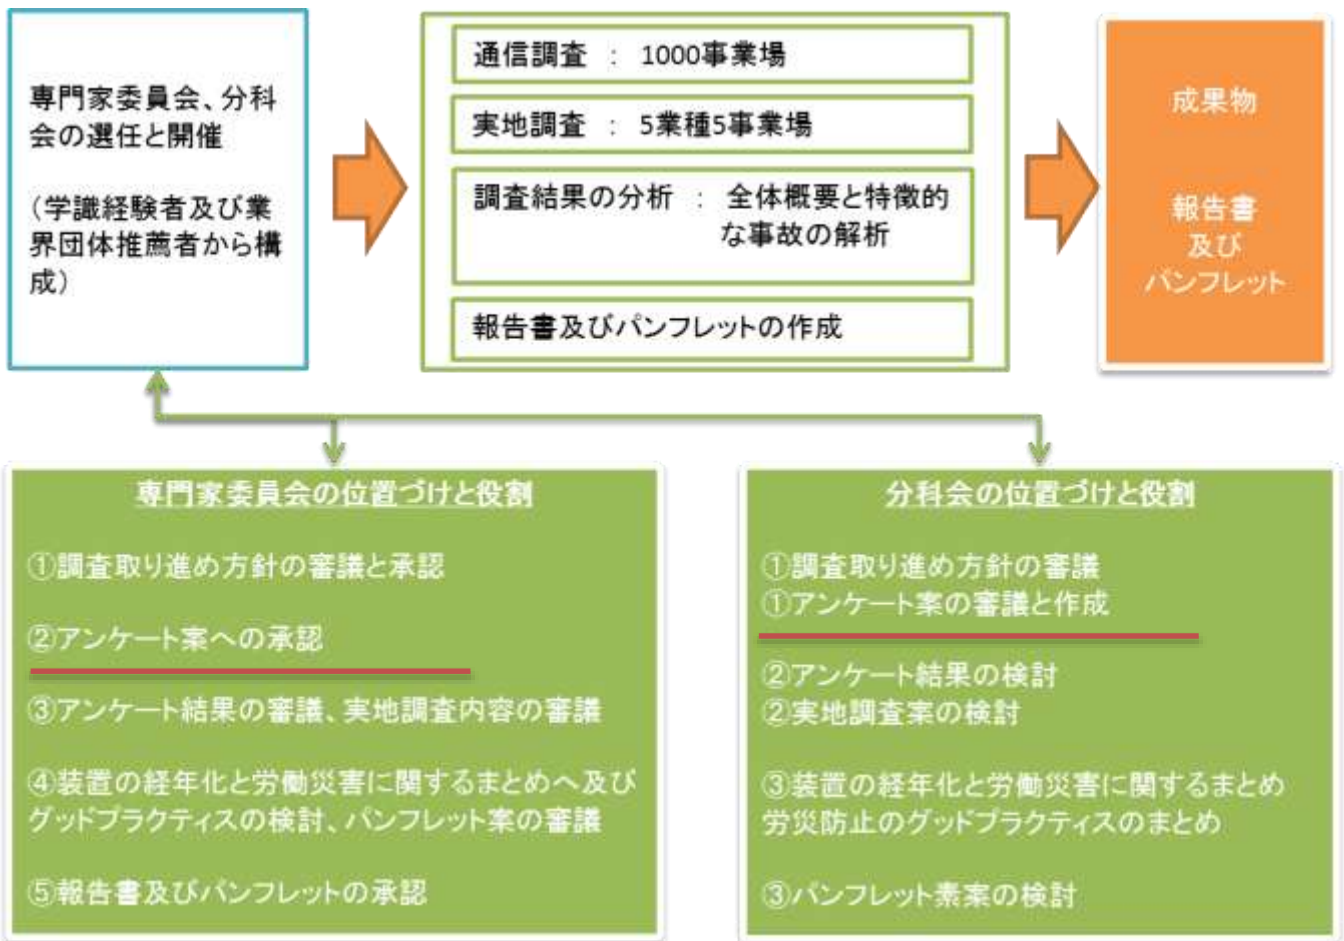 専門家委員会、分科
会の選任と開催
（学識経験者及び業
界団体推薦者から構
成）
通信調査 ： 1000事業場
実地調査 ： 5業種5事業場
調査結果の分析 ： 全体概要と特徴的
な事故の解析
報告書及びパンフレットの作成
成果物
報告書
及び
パンフレット
専門家委員会の位置づけと役割
①調査取り進め方針の審議と承認
②アンケート案への承認
③アンケート結果の審議、実地調査内容の審議
④装置の経年化と労働災害に関するまとめへ及び
グッドプラクティスの検討、パンフレット案の審議
⑤報告書及びパンフレットの承認
分科会の位置づけと役割
①調査取り進め方針の審議
①アンケート案の審議と作成
②アンケート結果の検討
②実地調査案の検討
③装置の経年化と労働災害に関するまとめ
労災防止のグッドプラクティスのまとめ
③パンフレット素案の検討